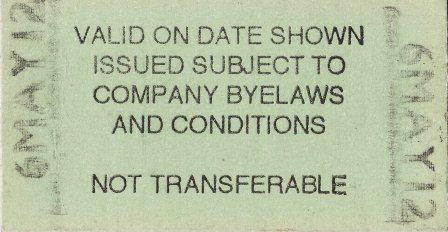 6MAY12
VALID ON DATE SHOWN
ISSUED SUBJECT TO
COMPANY BYELAWS
AND CONDITIONS
NOT TRANSFERABLE
6MAY12